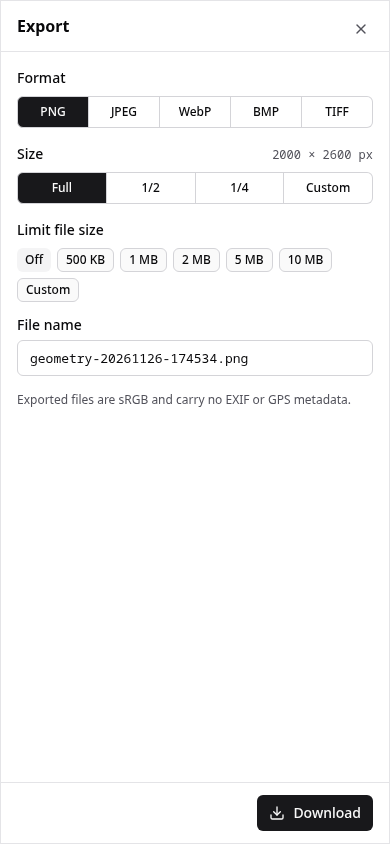 Export
Format
PNG JPEG WebP BMP TIFF
Size 2000 × 2600 px
Full 1/2 1/4 Custom
Limit file size
Off 500 KB 1 MB 2 MB 5 MB 10 MB
Custom
File name
geometry-20261126-174534.png
Exported files are sRGB and carry no EXIF or GPS metadata.
Download